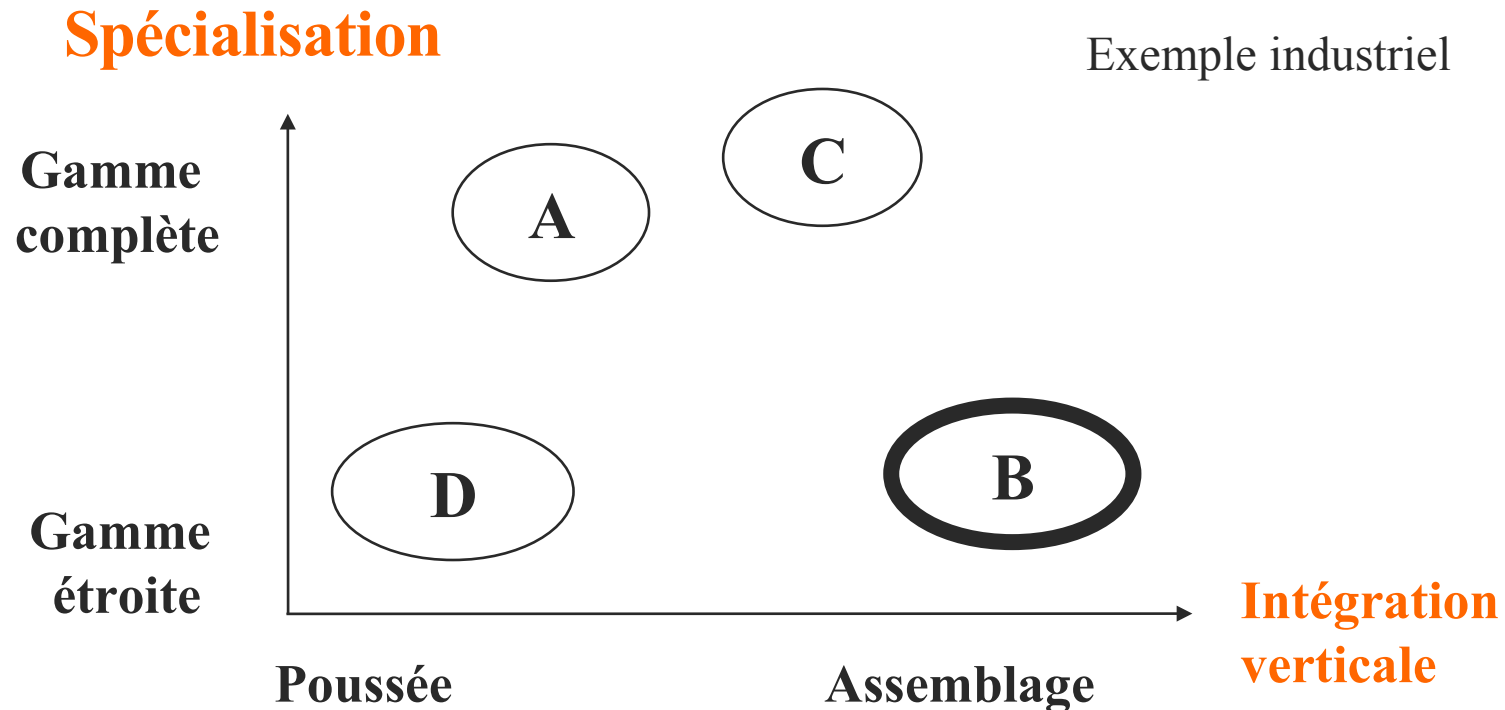 Spécialisation
Exemple industriel
Gamme
complète
A
C
D
B
Gamme
étroite
Intégration
verticale
Poussée
Assemblage